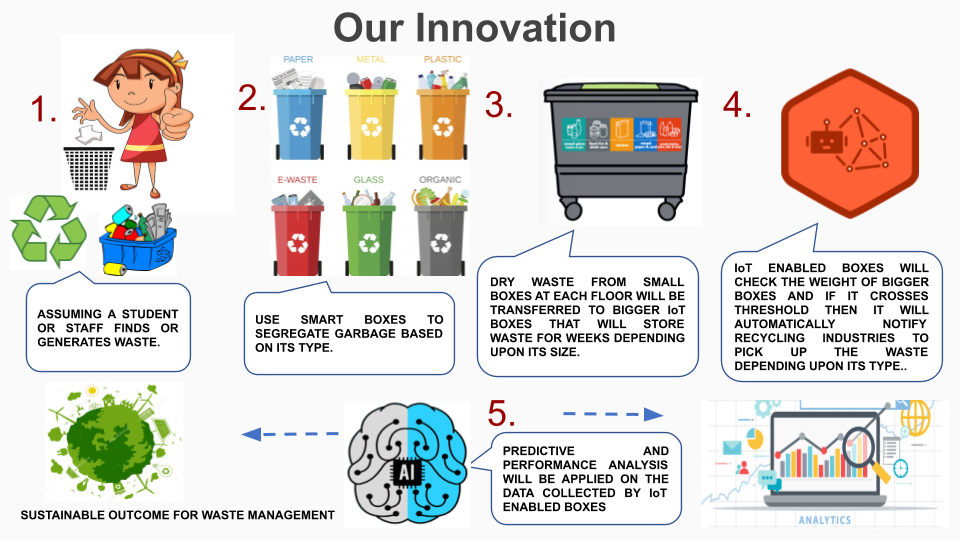 Our Innovation
1.
2.
PAPER
METAL
PLASTIC
E-WASTE
GLASS
ORGANIC
3.
4.
ASSUMING A STUDENT
OR STAFF FINDS OR
GENERATES WASTE.
USE SMART BOXES TO
SEGREGATE GARBAGE BASED
ON ITS TYPE.
DRY WASTE FROM SMALL
BOXES AT EACH FLOOR WILL BE
TRANSFERRED TO BIGGER IoT
BOXES THAT WILL STORE
WASTE FOR WEEKS DEPENDING
UPON ITS SIZE.
IoT ENABLED BOXES WILL
CHECK THE WEIGHT OF BIGGER
BOXES AND IF IT CROSSES
THRESHOLD THEN IT WILL
AUTOMATICALLY NOTIFY
RECYCLING INDUSTRIES TO
PICK UP THE WASTE
DEPENDING UPON ITS TYPE..
5.
AI
PREDICTIVE AND
PERFORMANCE ANALYSIS
WILL BE APPLIED ON THE
DATA COLLECTED BY IoT
ENABLED BOXES
SUSTAINABLE OUTCOME FOR WASTE MANAGEMENT
ANALYTICS